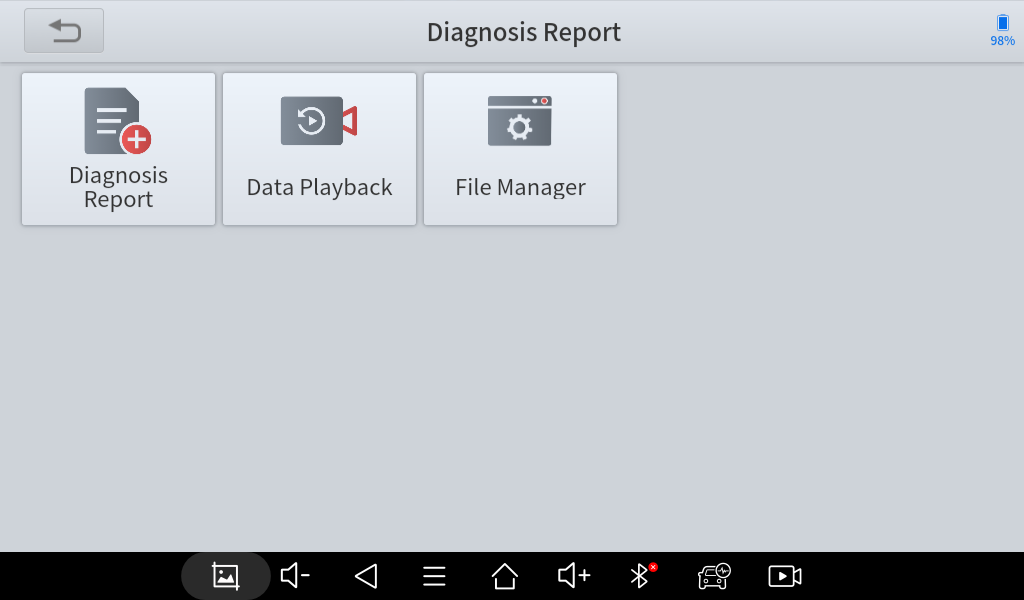 Diagnosis Report
98%
Diagnosis
Report
Data Playback
File Manager